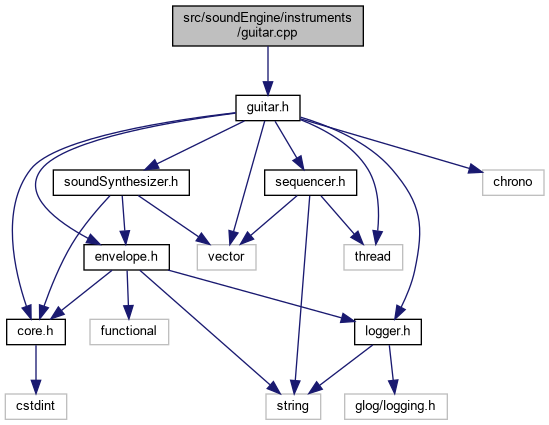 src/soundEngine/instruments
/guitar.cpp
guitar.h
soundSynthesizer.h
sequencer.h
chrono
envelope.h
vector
thread
core.h
functional
logger.h
cstdint
string
glog/logging.h